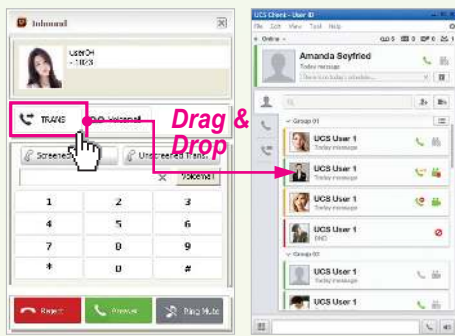 Inbound
user04
- 1023
TRANS
Voicemail
Drag &
Drop
Screened
Unscreened Trans.
Voicemail
1 2 3
4 5 6
7 8 9
* 0 #
Reject
Answer
Ring Mute
UCS Client - User ID
File Edit View Tool Help
Online
Amanda Seyfried
Today message
Group 01
UCS User 1
Today message
UCS User 1
Today message
UCS User 1
Today message
UCS User 1
DND
Group 02
UCS User 1
Today message
UCS User 1